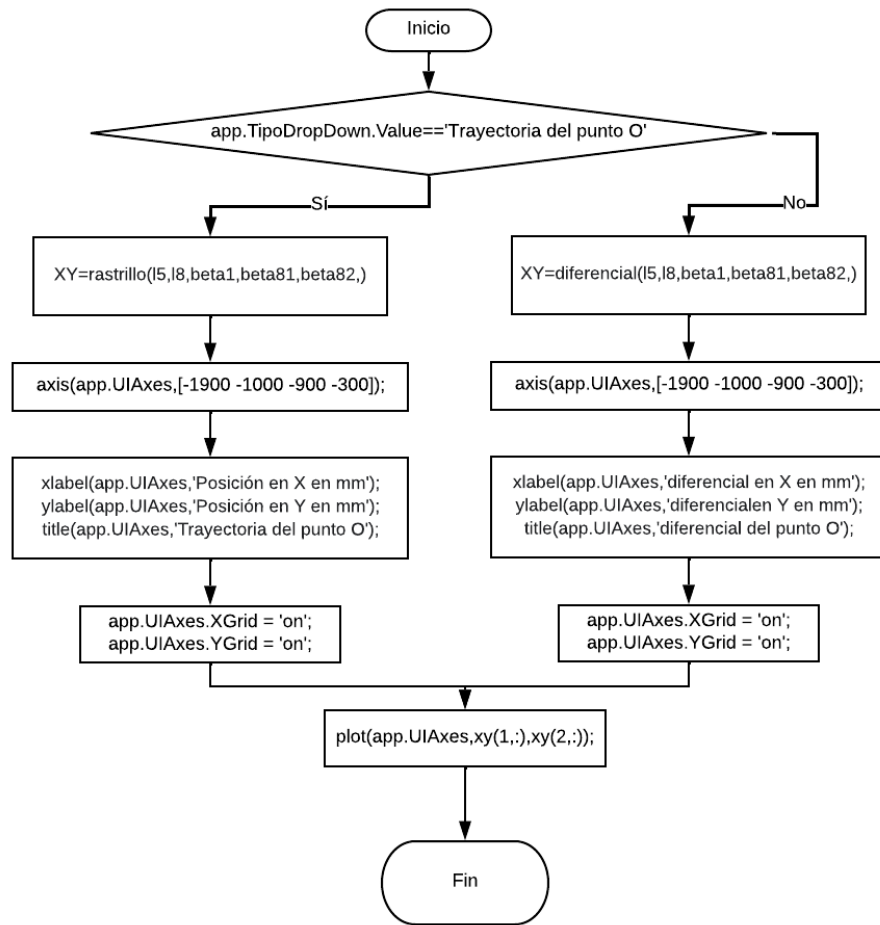 Inicio
app.TipoDropDown.Value=='Trayectoria del punto O'
Sí
No
XY=rastrillo(l5,l8,beta1,beta81,beta82,)
XY=diferencial(l5,l8,beta1,beta81,beta82,)
axis(app.UIAxes,[-1900 -1000 -900 -300]);
axis(app.UIAxes,[-1900 -1000 -900 -300]);
xlabel(app.UIAxes,'Posición en X en mm');
ylabel(app.UIAxes,'Posición en Y en mm');
title(app.UIAxes,'Trayectoria del punto O');
xlabel(app.UIAxes,'diferencial en X en mm');
ylabel(app.UIAxes,'diferencialen Y en mm');
title(app.UIAxes,'diferencial del punto O');
app.UIAxes.XGrid = 'on';
app.UIAxes.YGrid = 'on';
app.UIAxes.XGrid = 'on';
app.UIAxes.YGrid = 'on';
plot(app.UIAxes,xy(1,:),xy(2,:));
Fin